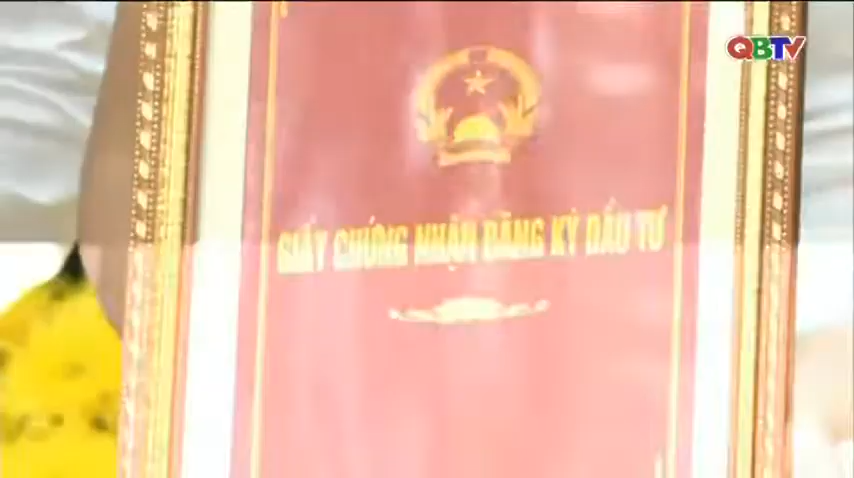 QBTV
GIẤY CHỨNG NHẬN ĐĂNG KÝ ĐẦU TƯ